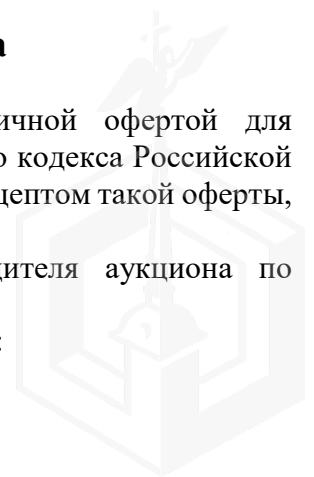 а
ичной офертой для
о кодекса Российской
цептом такой оферты,
дителя аукциона по
: